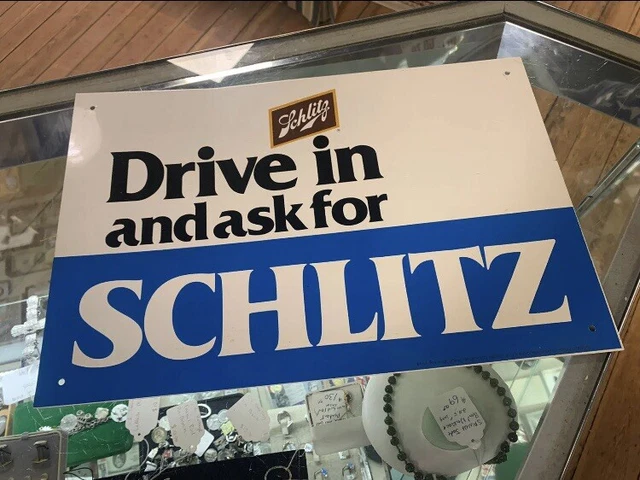 Schlitz
Drive in
and ask for
SCHLITZ